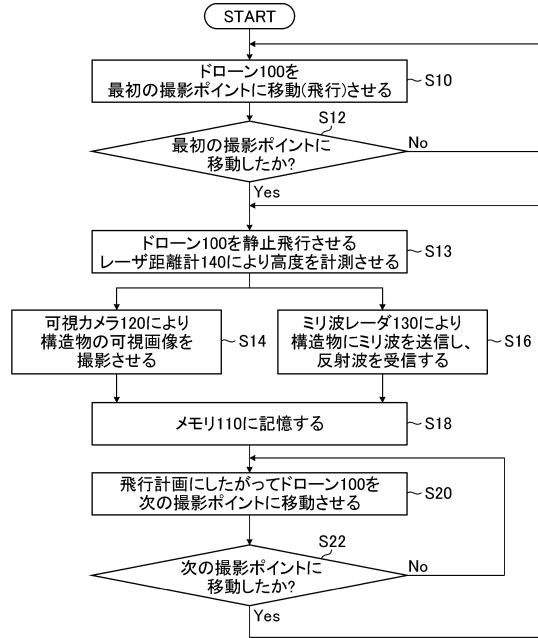 START
ドローン100を
最初の撮影ポイントに移動(飛行)させる
S10
S12
最初の撮影ポイントに
移動したか?
No
Yes
ドローン100を静止飛行させる
レーザ距離計140により高度を計測させる
S13
可視カメラ120により
構造物の可視画像を
撮影させる
S14
ミリ波レーダ130により
構造物にミリ波を送信し、
反射波を受信する
S16
メモリ110に記憶する
S18
飛行計画にしたがってドローン100を
次の撮影ポイントに移動させる
S20
S22
次の撮影ポイントに
移動したか?
No
Yes